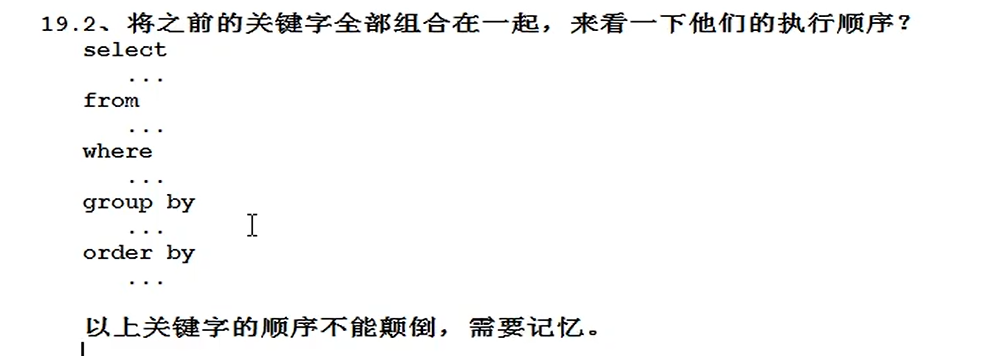 19.2、将之前的关键字全部组合在一起，来看一下他们的执行顺序？
select
...
from
...
where
...
group by
...
order by
...
以上关键字的顺序不能颠倒，需要记忆。